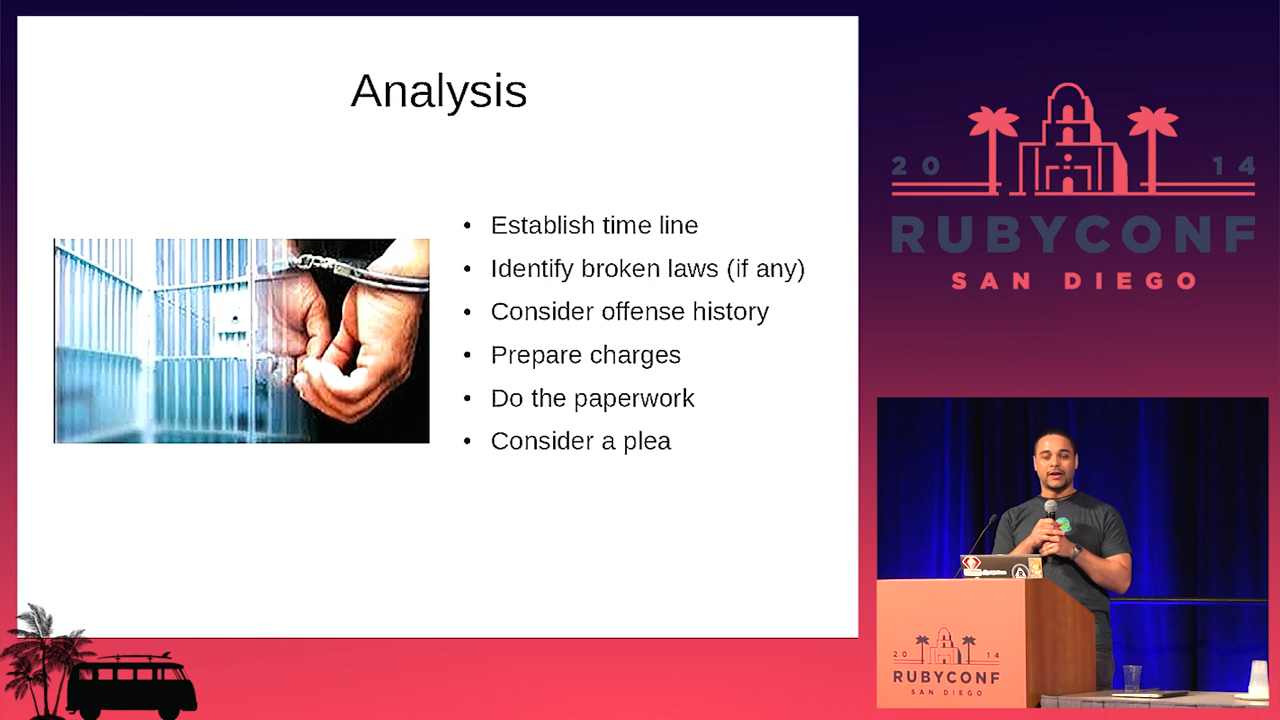 Analysis
• Establish time line
• Identify broken laws (if any)
• Consider offense history
• Prepare charges
• Do the paperwork
• Consider a plea
20 14
RUBYCONF
SAN DIEGO
20 14
RUBYCONF
SAN DIEGO